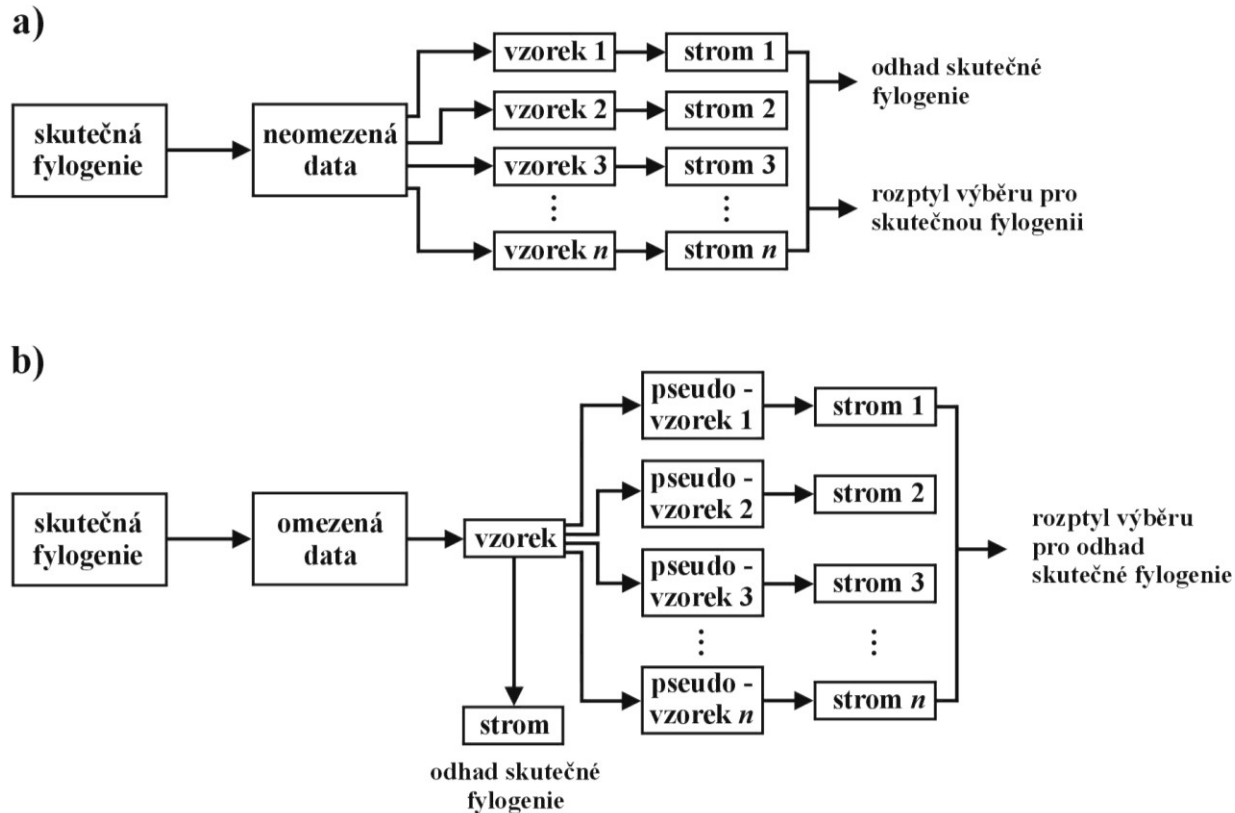 a)
skutečná
fylogenie
neomezená
data
vzorek 1
strom 1
vzorek 2
strom 2
vzorek 3
strom 3
vzorek n
strom n
odhad skutečné
fylogenie
rozptyl výběru pro
skutečnou fylogenii
b)
skutečná
fylogenie
omezená
data
vzorek
strom
odhad skutečné
fylogenie
pseudo -
vzorek 1
strom 1
pseudo -
vzorek 2
strom 2
pseudo -
vzorek 3
strom 3
pseudo -
vzorek n
strom n
rozptyl výběru
pro odhad
skutečné fylogenie